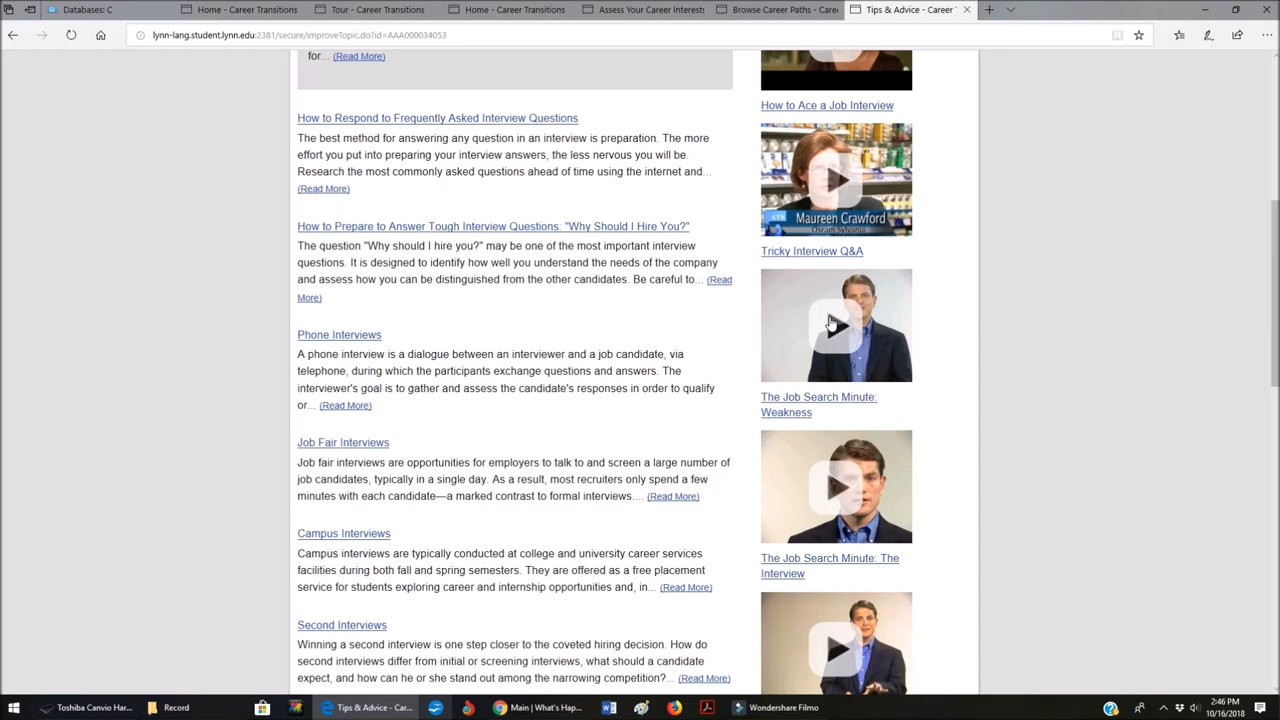 Databases: C
Home - Career Transitions
Tour - Career Transitions
Home - Career Transitions
Assess Your Career Interests
Browse Career Paths - Caree
Tips & Advice - Career
lynn-lang.student.lynn.edu:2381/secure/improveTopic.do?id=AAA000034053
for... (Read More)
How to Respond to Frequently Asked Interview Questions
The best method for answering any question in an interview is preparation. The more
effort you put into preparing your interview answers, the less nervous you will be.
Research the most commonly asked questions ahead of time using the internet and...
(Read More)
How to Prepare to Answer Tough Interview Questions: "Why Should I Hire You?"
The question "Why should I hire you?" may be one of the most important interview
questions. It is designed to identify how well you understand the needs of the company
and assess how you can be distinguished from the other candidates. Be careful to... (Read
More)
Phone Interviews
A phone interview is a dialogue between an interviewer and a job candidate, via
telephone, during which the participants exchange questions and answers. The
interviewer's goal is to gather and assess the candidate's responses in order to qualify
or... (Read More)
Job Fair Interviews
Job fair interviews are opportunities for employers to talk to and screen a large number of
job candidates, typically in a single day. As a result, most recruiters only spend a few
minutes with each candidate—a marked contrast to formal interviews.... (Read More)
Campus Interviews
Campus interviews are typically conducted at college and university career services
facilities during both fall and spring semesters. They are offered as a free placement
service for students exploring career and internship opportunities and, in... (Read More)
Second Interviews
Winning a second interview is one step closer to the coveted hiring decision. How do
second interviews differ from initial or screening interviews, what should a candidate
expect, and how can he or she stand out among the narrowing competition?... (Read More)
How to Ace a Job Interview
Maureen Crawford
Osram Sylvania
Tricky Interview Q&A
The Job Search Minute:
Weakness
The Job Search Minute: The
Interview
Toshiba Canvio Har...
Record
Tips & Advice - Car...
Main | What's Hap...
Wondershare Filmo
2:46 PM
10/16/2018